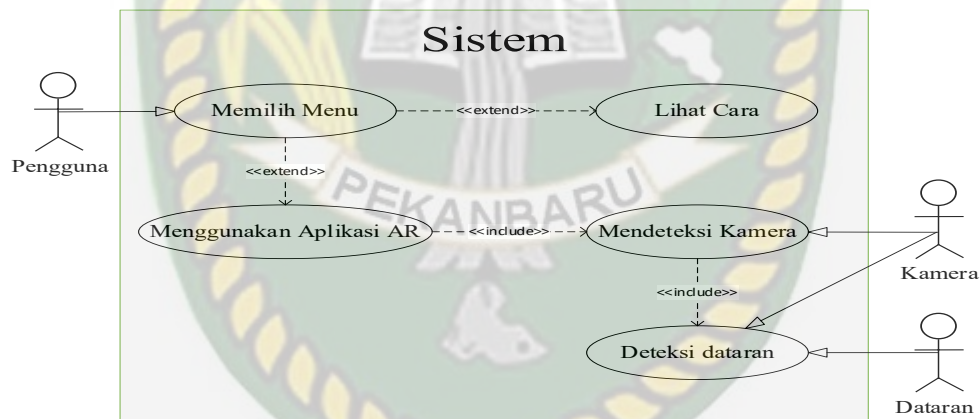 Sistem
Memilih Menu
<<extend>>
Lihat Cara
Pengguna
<<extend>>
PEKANBARU
Menggunakan Aplikasi AR
<<include>>
Mendeteksi Kamera
Kamera
<<include>>
Deteksi dataran
Dataran